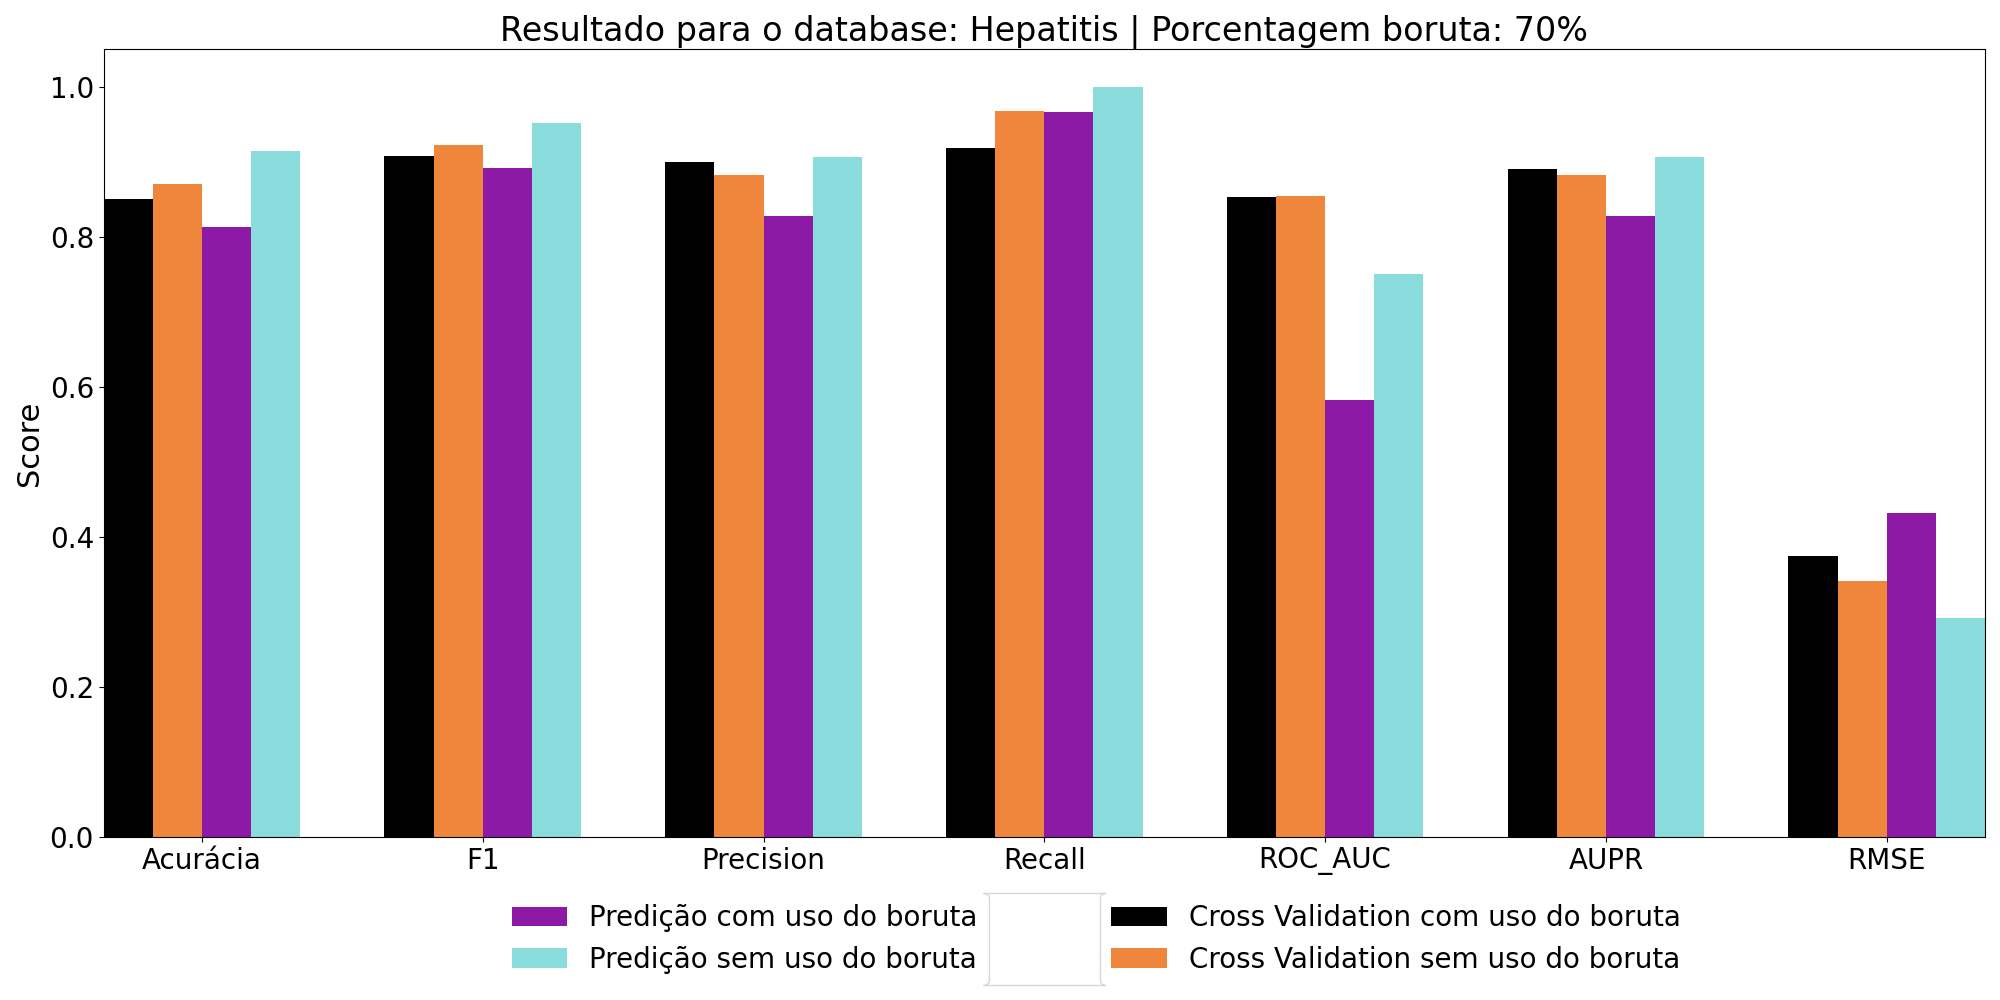 Resultado para o database: Hepatitis | Porcentagem boruta: 70%
Score
1.0
0.8
0.6
0.4
0.2
0.0
Acurácia
F1
Precision
Recall
ROC_AUC
AUPR
RMSE
Predição com uso do boruta
Predição sem uso do boruta
Cross Validation com uso do boruta
Cross Validation sem uso do boruta